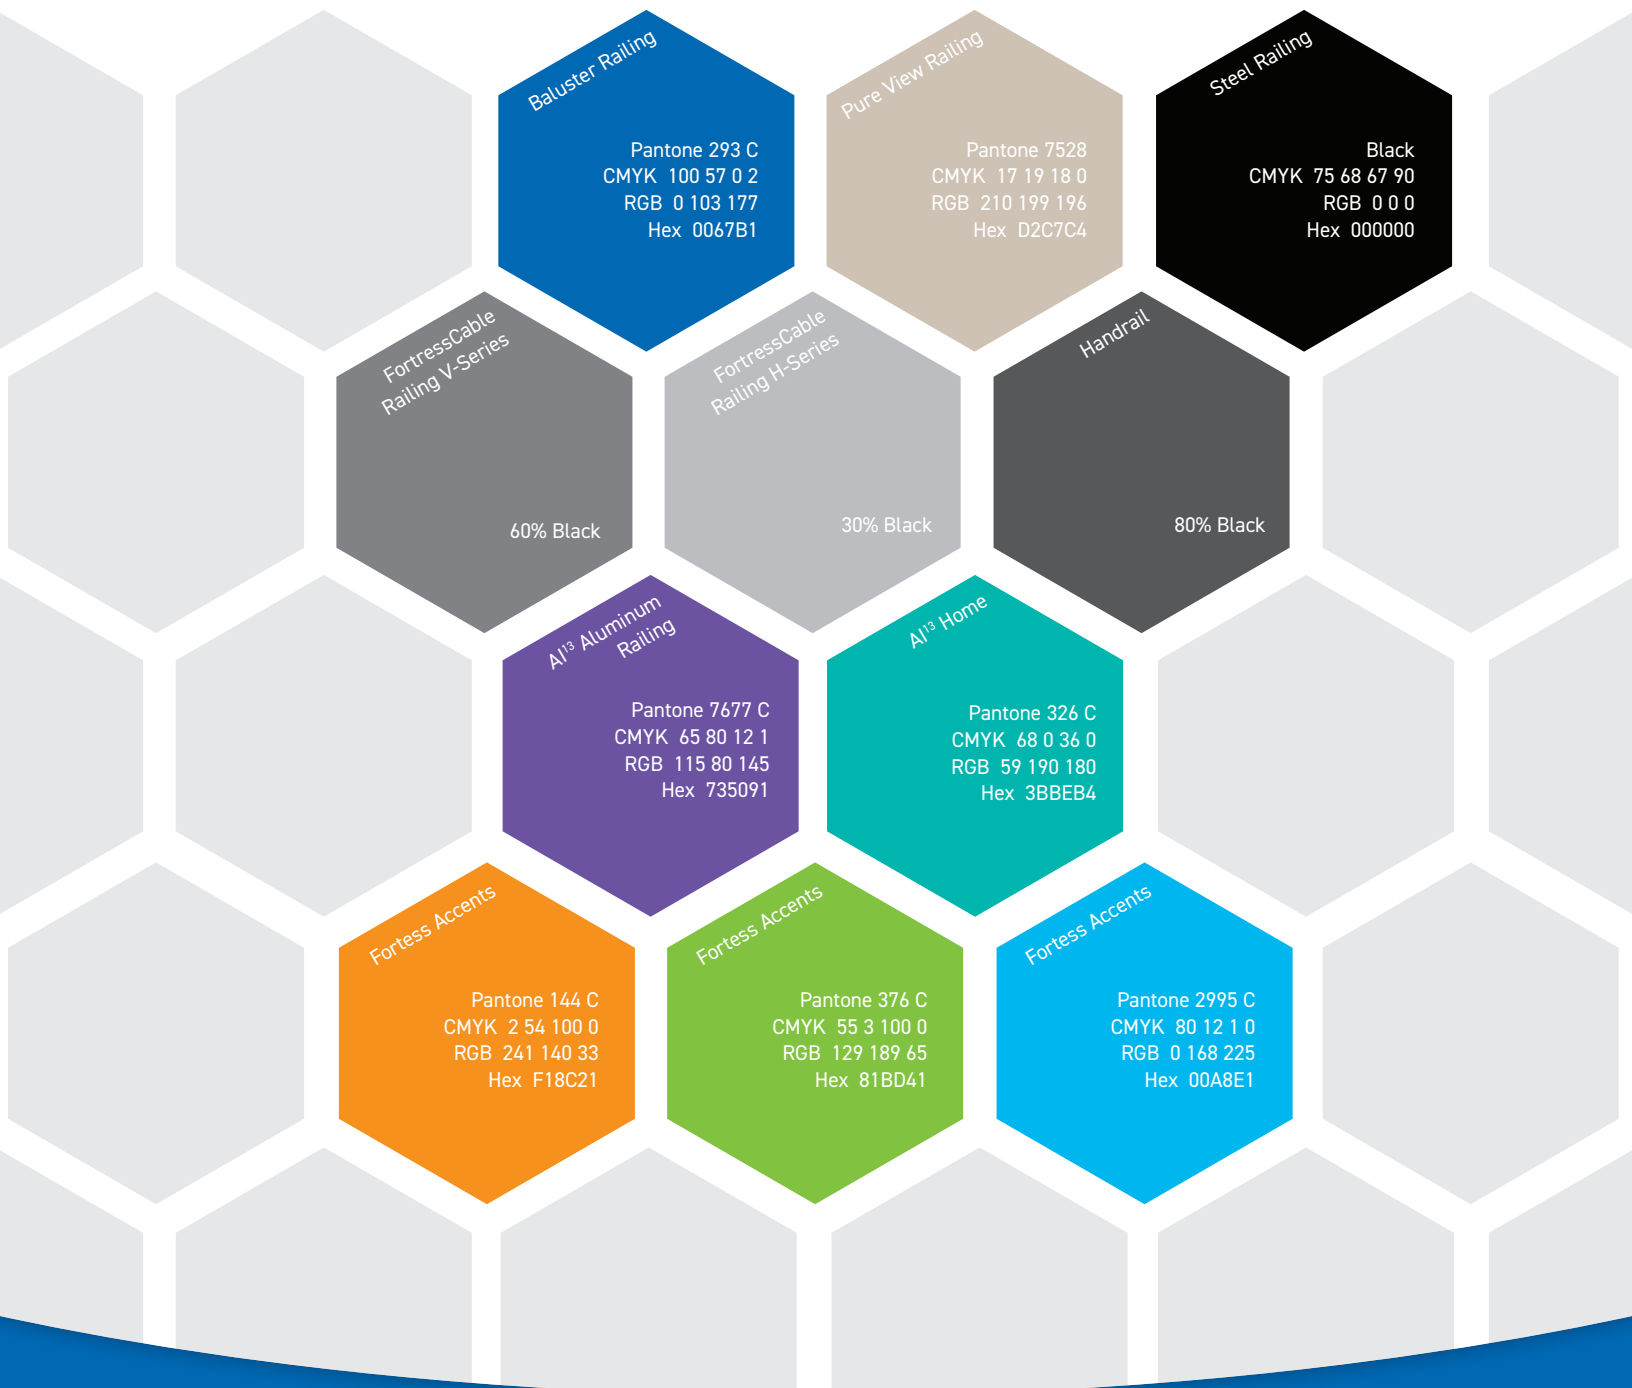 Baluster Railing
Pantone 293 C
CMYK 100 57 0 2
RGB 0 103 177
Hex 0067B1
Pure View Railing
Pantone 7528
CMYK 17 19 18 0
RGB 210 199 196
Hex D2C7C4
Steel Railing
Black
CMYK 75 68 67 90
RGB 0 0 0
Hex 000000
FortressCable
Railing V-Series
60% Black
FortressCable
Railing H-Series
30% Black
Handrail
80% Black
Al¹³ Aluminum
Railing
Pantone 7677 C
CMYK 65 80 12 1
RGB 115 80 145
Hex 735091
Al¹³ Home
Pantone 326 C
CMYK 68 0 36 0
RGB 59 190 180
Hex 3BBEB4
Fortess Accents
Pantone 144 C
CMYK 2 54 100 0
RGB 241 140 33
Hex F18C21
Fortess Accents
Pantone 376 C
CMYK 55 3 100 0
RGB 129 189 65
Hex 81BD41
Fortess Accents
Pantone 2995 C
CMYK 80 12 1 0
RGB 0 168 225
Hex 00A8E1